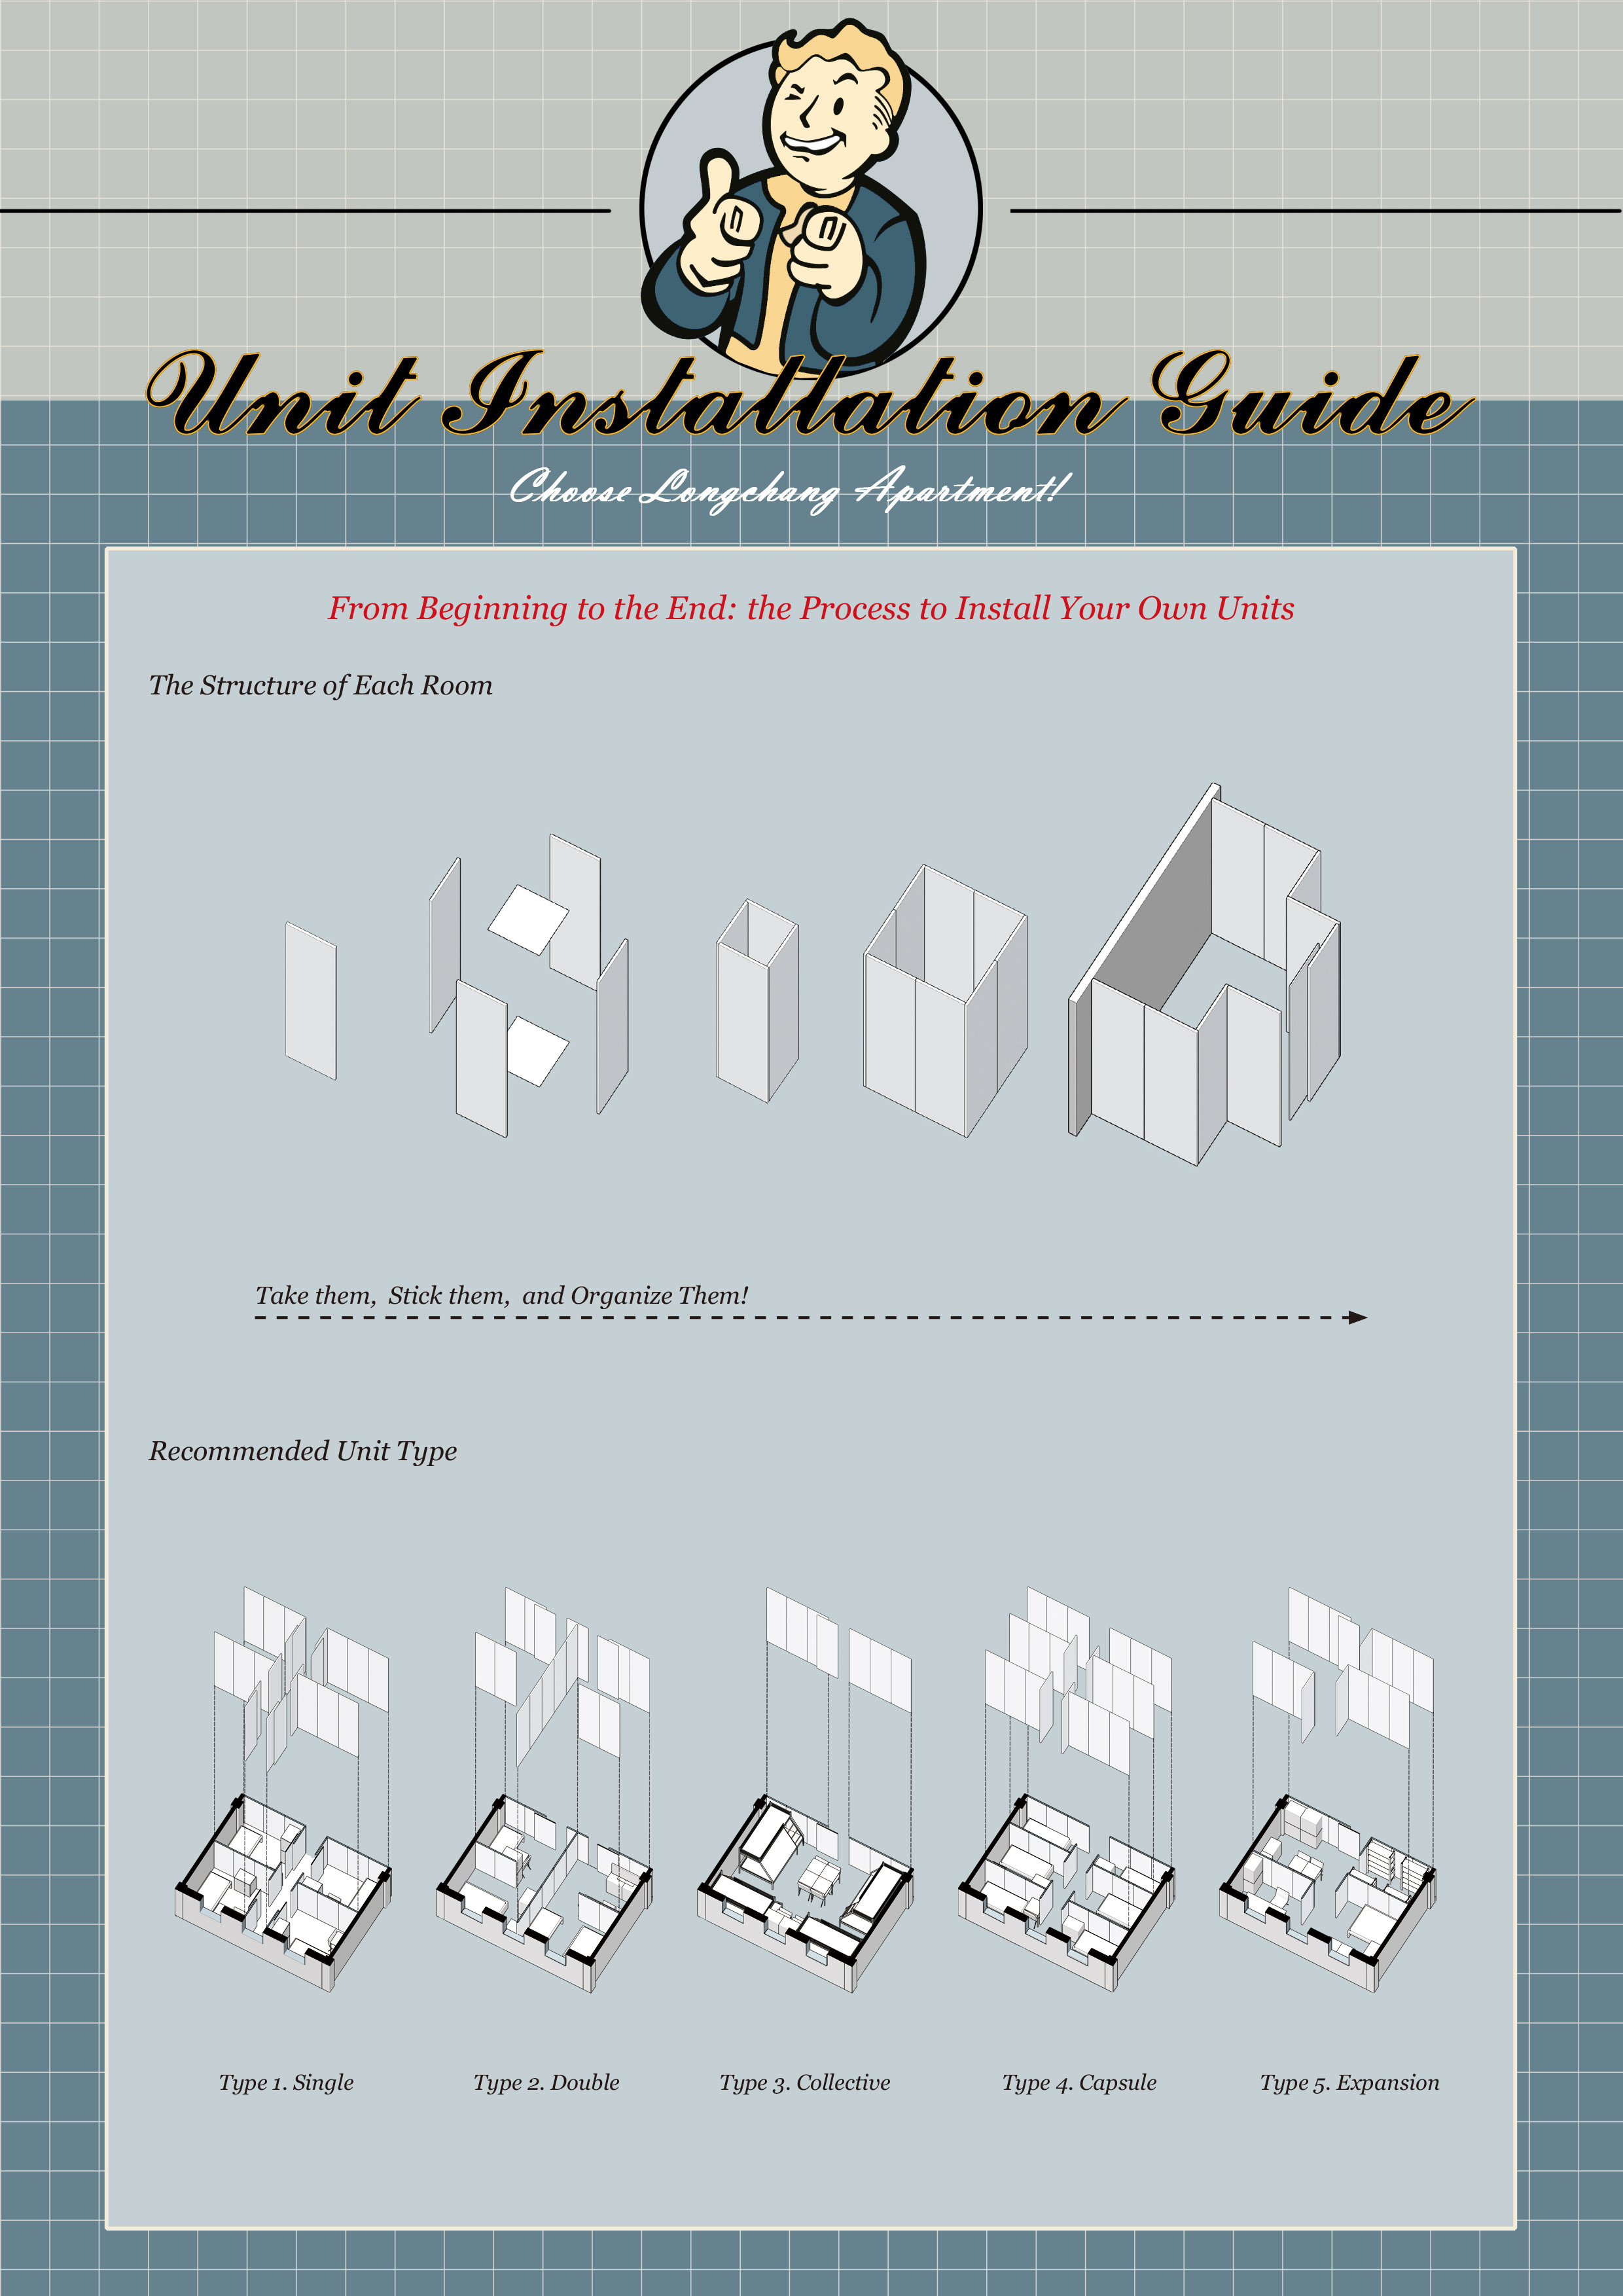 Unit Installation Guide
Choose Longchang Apartment!
From Beginning to the End: the Process to Install Your Own Units
The Structure of Each Room
Take them, Stick them, and Organize Them!
Recommended Unit Type
Type 1. Single
Type 2. Double
Type 3. Collective
Type 4. Capsule
Type 5. Expansion